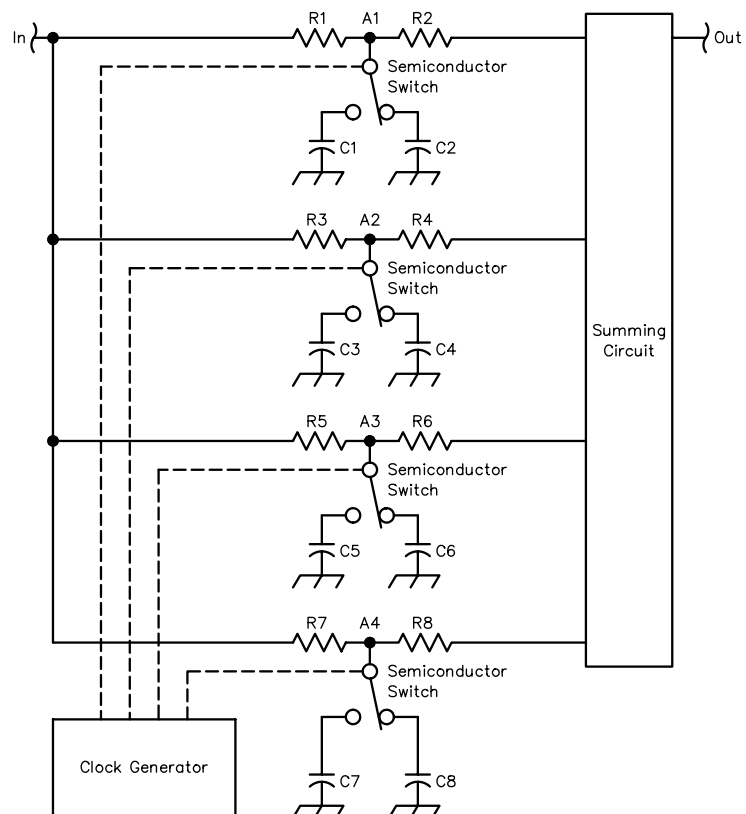 R1 A1 R2
In Out
Semiconductor
Switch
C1 C2
R3 A2 R4
Semiconductor
Switch
Summing
Circuit
C3 C4
R5 A3 R6
Semiconductor
Switch
C5 C6
R7 A4 R8
Semiconductor
Switch
Clock Generator
C7 C8